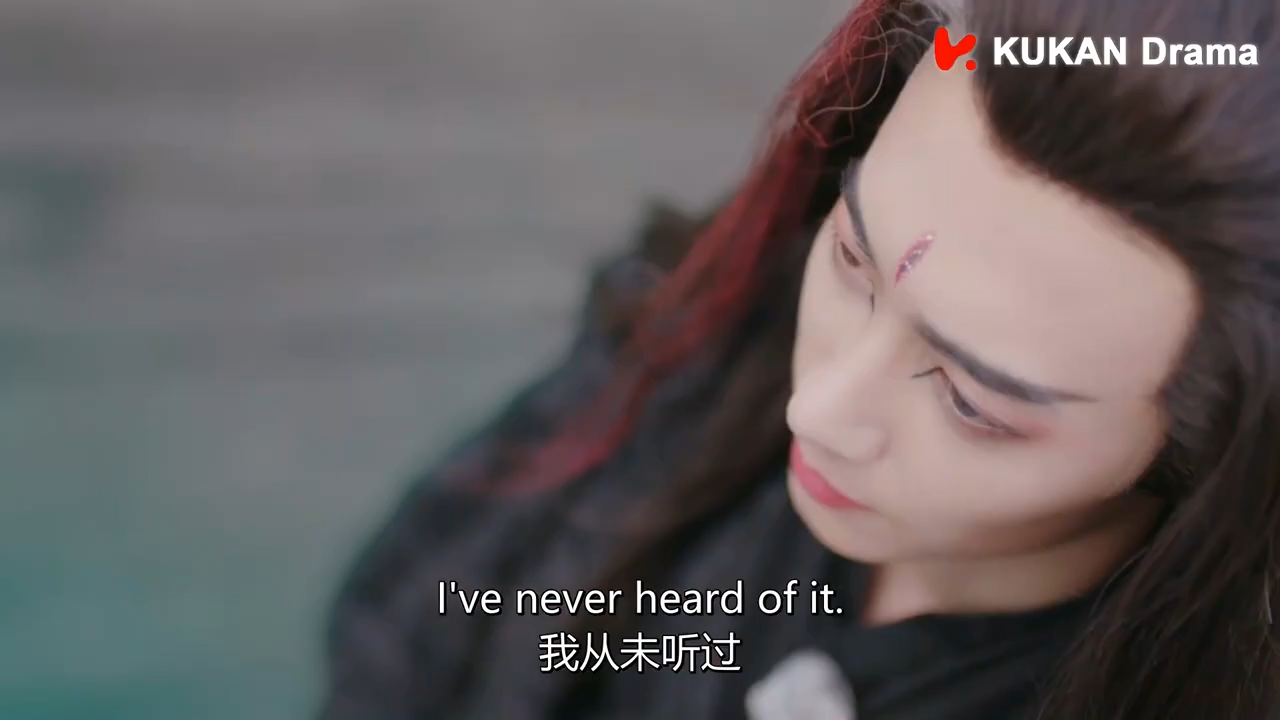 KUKAN Drama
I've never heard of it.
我从未听过